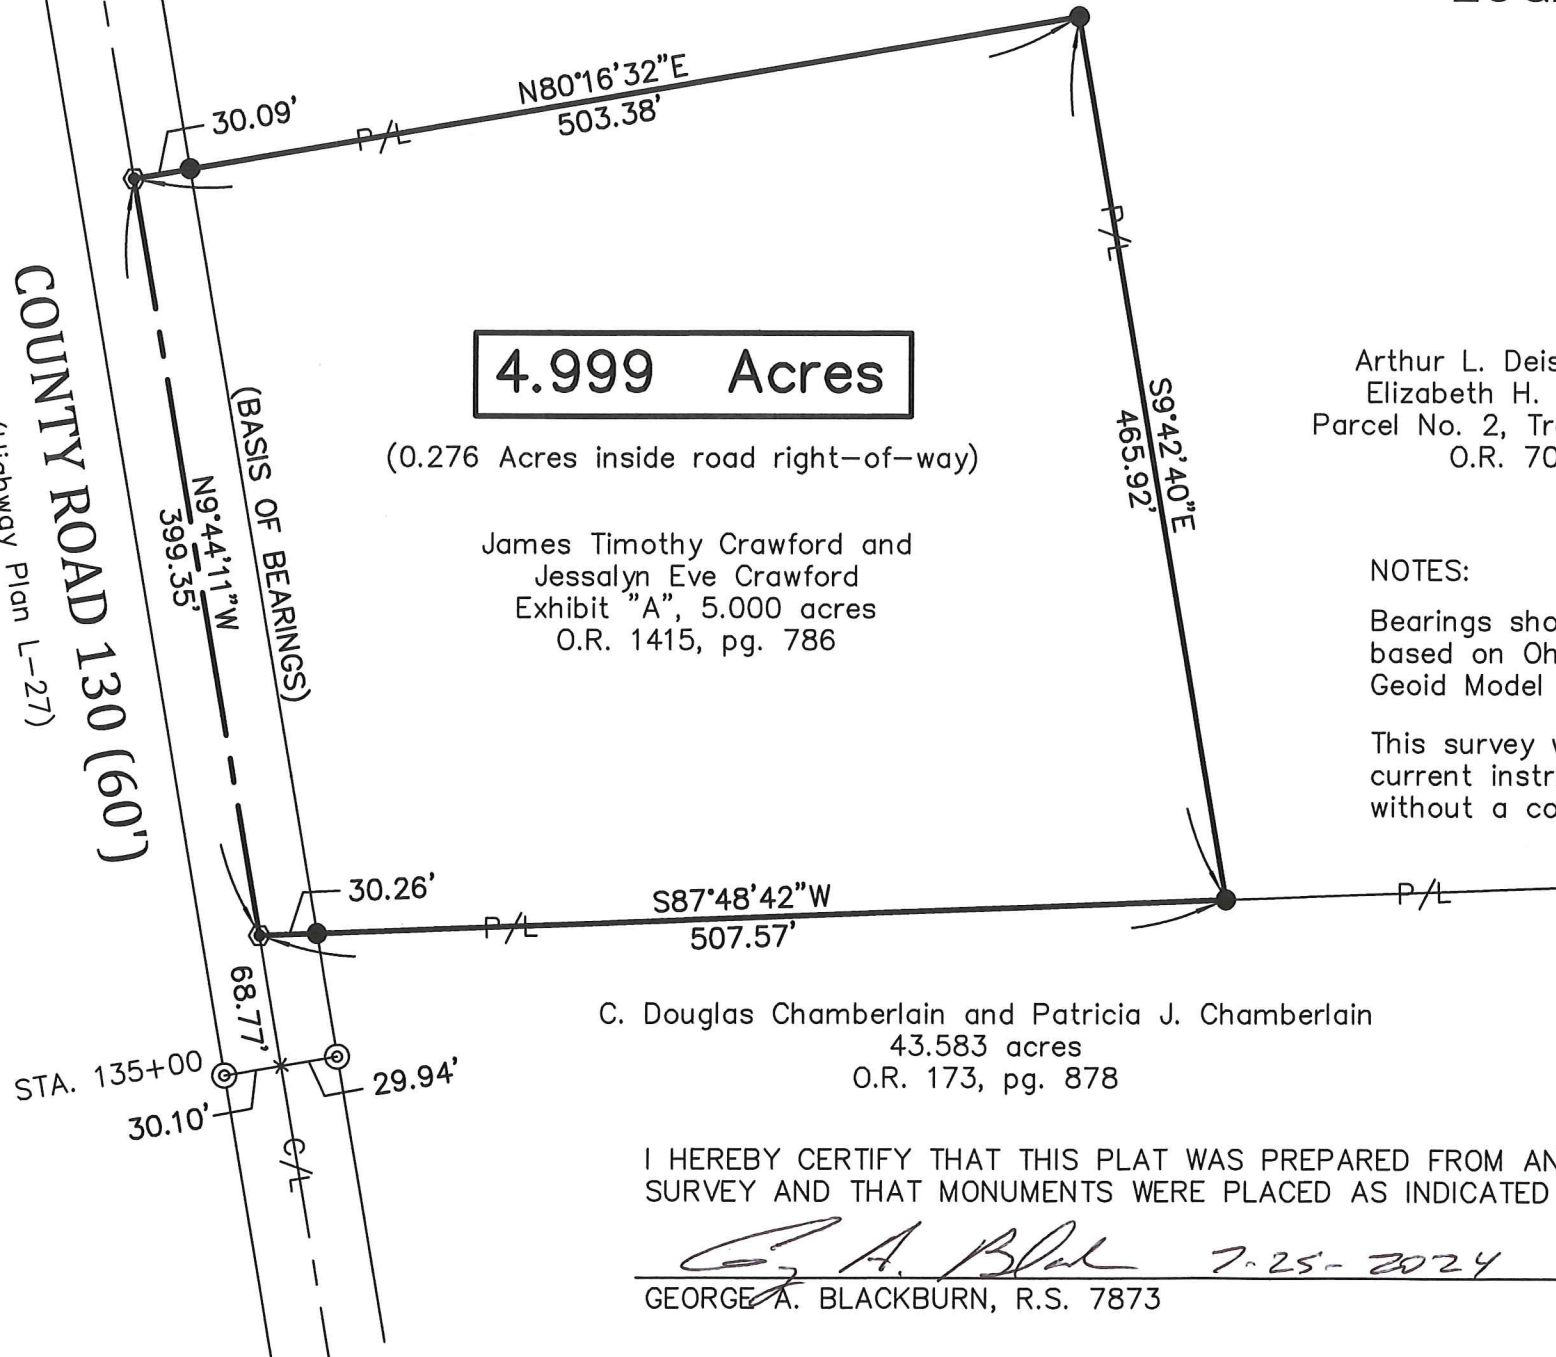 N80°16'32"E
503.38'
30.09'
P/L
P/L
COUNTY ROAD 130 (60')
(Highway Plan L-27)
(BASIS OF BEARINGS)
N9°44'11"W
399.35'
4.999 Acres
(0.276 Acres inside road right-of-way)
James Timothy Crawford and
Jessalyn Eve Crawford
Exhibit "A", 5.000 acres
O.R. 1415, pg. 786
S9°42'40"E
465.92'
Arthur L. Deis
Elizabeth H.
Parcel No. 2, Tr
O.R. 70
NOTES:
Bearings sho
based on Oh
Geoid Model
This survey w
current instr
without a co
30.26'
P/L
S87°48'42"W
507.57'
P/L
68.77'
STA. 135+00
30.10'
29.94'
C/L
C. Douglas Chamberlain and Patricia J. Chamberlain
43.583 acres
O.R. 173, pg. 878
I HEREBY CERTIFY THAT THIS PLAT WAS PREPARED FROM AN
SURVEY AND THAT MONUMENTS WERE PLACED AS INDICATED
7-25-2024
GEORGE A. BLACKBURN, R.S. 7873